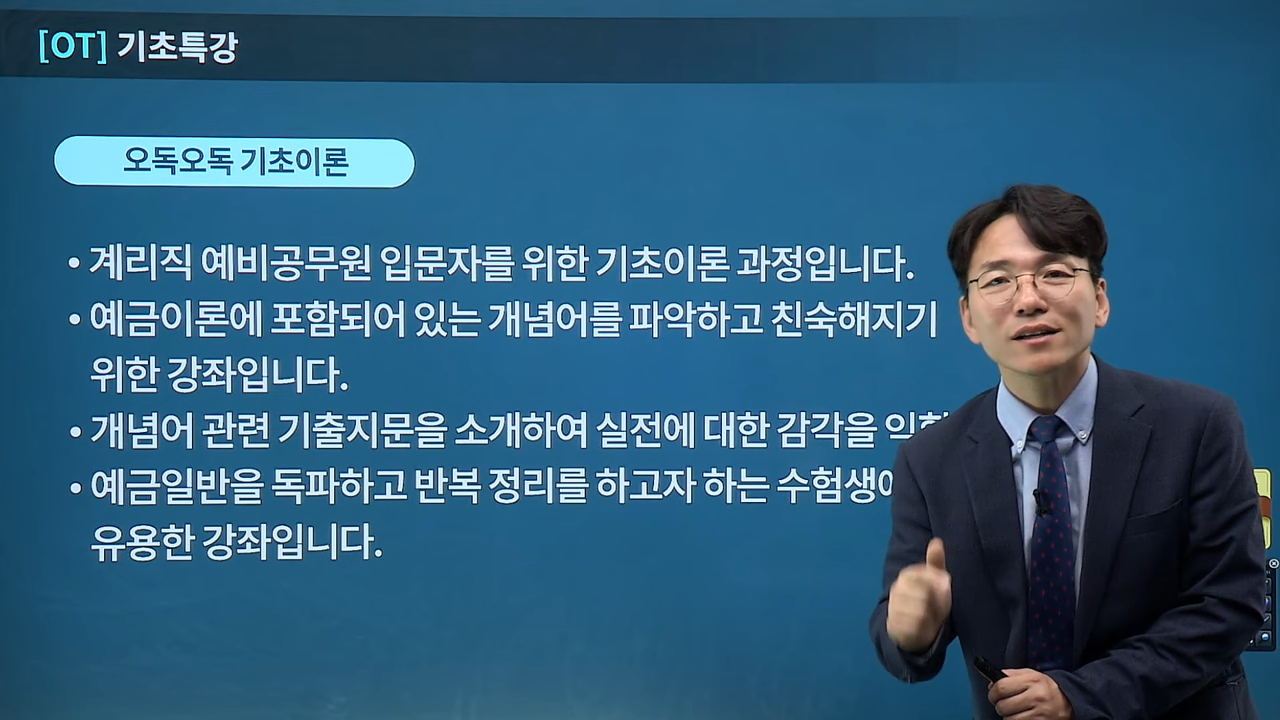 [OT] 기초특강
오독오독 기초이론
• 계리직 예비공무원 입문자를 위한 기초이론 과정입니다.
• 예금이론에 포함되어 있는 개념어를 파악하고 친숙해지기
위한 강좌입니다.
• 개념어 관련 기출지문을 소개하여 실전에 대한 감각을
• 예금일반을 독파하고 반복 정리를 하고자 하는
유용한 강좌입니다.